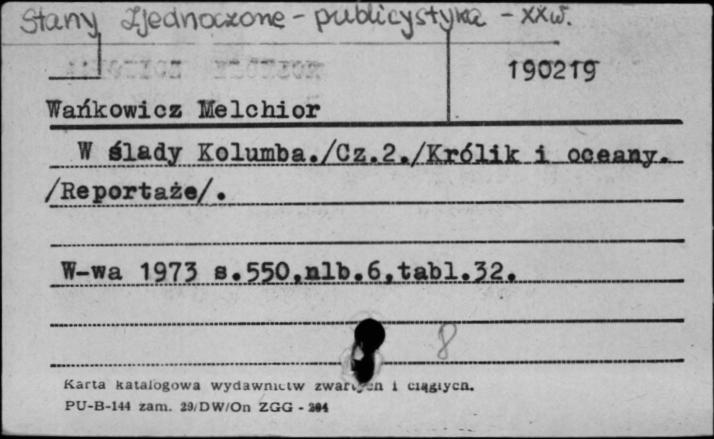 Stany Zjednoczone - publicystyka - XXw.
190219
Wańkowicz Melchior
W ślady Kolumba./Cz.2./Królik i oceany.
/Reportaże/.
W-wa 1973 s.550,nlb.6,tabl.32.
8
Karta katalogowa wydawnictw zwartych i ciągłych.
PU-B-144 zam. 29/DW/On ZGG - 204